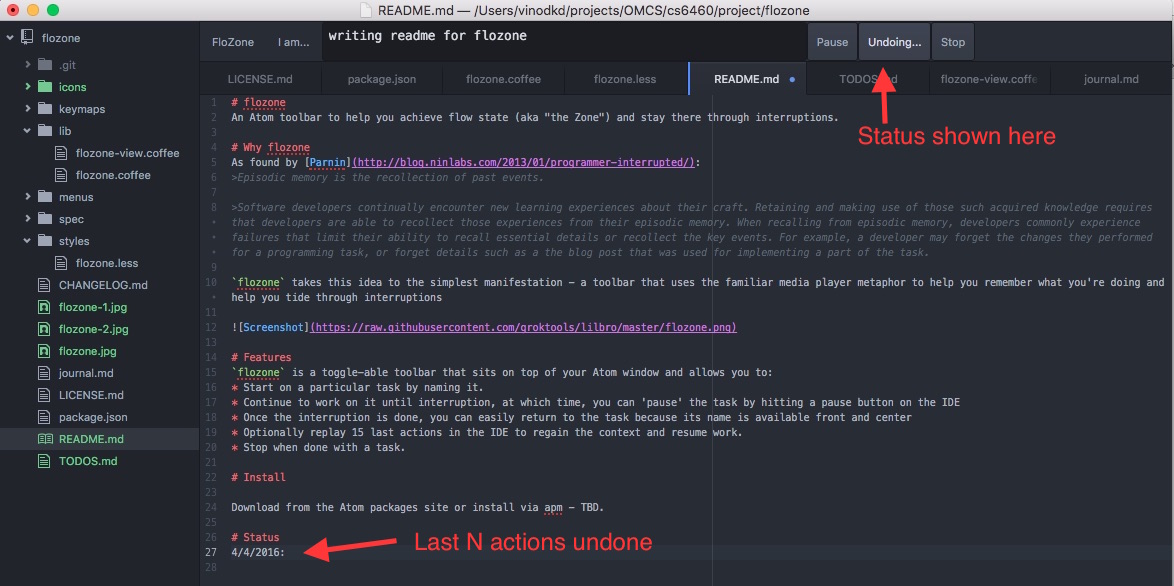 README.md — /Users/vinodkd/projects/OMCS/cs6460/project/flozone
flozone
.git
icons
keymaps
lib
flozone-view.coffee
flozone.coffee
menus
spec
styles
flozone.less
CHANGELOG.md
flozone-1.jpg
flozone-2.jpg
flozone.jpg
journal.md
LICENSE.md
package.json
README.md
TODOS.md
FloZone I am... writing readme for flozone Pause Undoing... Stop
LICENSE.md package.json flozone.coffee flozone.less README.md TODOS.md flozone-view.coffe journal.md
Status shown here
1 # flozone
2 An Atom toolbar to help you achieve flow state (aka "the Zone") and stay there through interruptions.
3
4 # Why flozone
5 As found by [Parnin](http://blog.ninlabs.com/2013/01/programmer-interrupted/):
6 >Episodic memory is the recollection of past events.
7
8 >Software developers continually encounter new learning experiences about their craft. Retaining and making use of those such acquired knowledge requires
• that developers are able to recollect those experiences from their episodic memory. When recalling from episodic memory, developers commonly experience
• failures that limit their ability to recall essential details or recollect the key events. For example, a developer may forget the changes they performed
• for a programming task, or forget details such as a the blog post that was used for implementing a part of the task.
9
10 `flozone` takes this idea to the simplest manifestation - a toolbar that uses the familiar media player metaphor to help you remember what you're doing and
• help you tide through interruptions
11
12 ![Screenshot](https://raw.githubusercontent.com/groktools/lilbro/master/flozone.png)
13
14 # Features
15 `flozone` is a toggle-able toolbar that sits on top of your Atom window and allows you to:
16 * Start on a particular task by naming it.
17 * Continue to work on it until interruption, at which time, you can 'pause' the task by hitting a pause button on the IDE
18 * Once the interruption is done, you can easily return to the task because its name is available front and center
19 * Optionally replay 15 last actions in the IDE to regain the context and resume work.
20 * Stop when done with a task.
21
22 # Install
23
24 Download from the Atom packages site or install via apm - TBD.
25
26 # Status
27 4/4/2016:
28
Last N actions undone